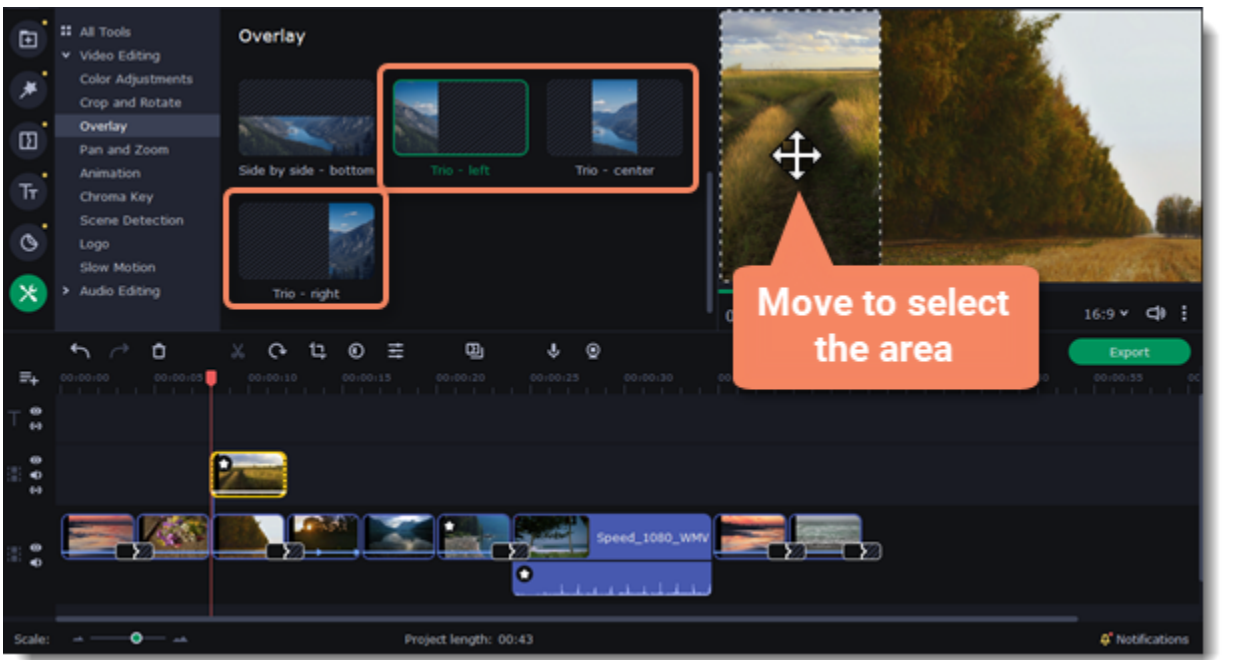 All Tools
Video Editing
Color Adjustments
Crop and Rotate
Overlay
Pan and Zoom
Animation
Chroma Key
Scene Detection
Logo
Slow Motion
Audio Editing
Overlay
Side by side - bottom
Trio - left
Trio - center
Trio - right
Move to select
the area
16:9
Export
00:00:00
00:00:05
00:00:10
00:00:15
00:00:20
00:00:25
00:00:30
00:00:55
Speed_1080_WMV
Scale:
Project length: 00:43
Notifications